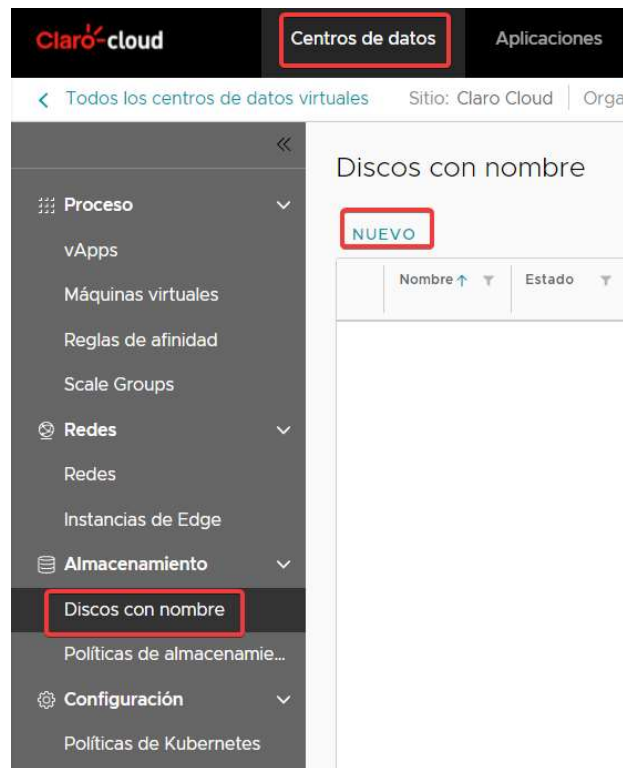 Claro-cloud
Centros de datos
Aplicaciones
Todos los centros de datos virtuales
Sitio: Claro Cloud
Orga
Proceso
vApps
Máquinas virtuales
Reglas de afinidad
Scale Groups
Redes
Redes
Instancias de Edge
Almacenamiento
Discos con nombre
Políticas de almacenamie...
Configuración
Políticas de Kubernetes
Discos con nombre
NUEVO
Nombre
Estado